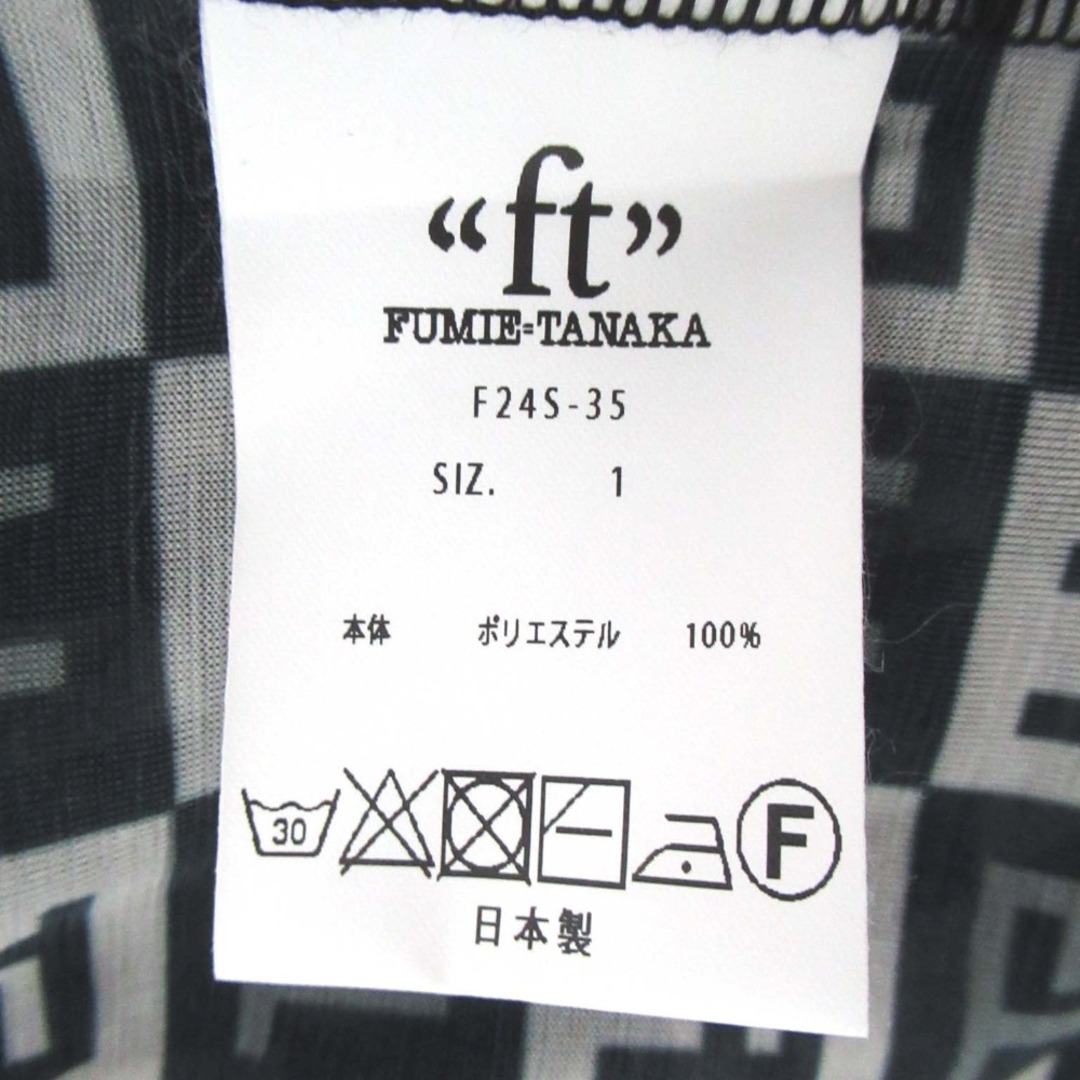 “ft”
FUMIE=TANAKA
F24S-35
SIZ. 1
本体 ポリエステル 100%
30 F
日本製